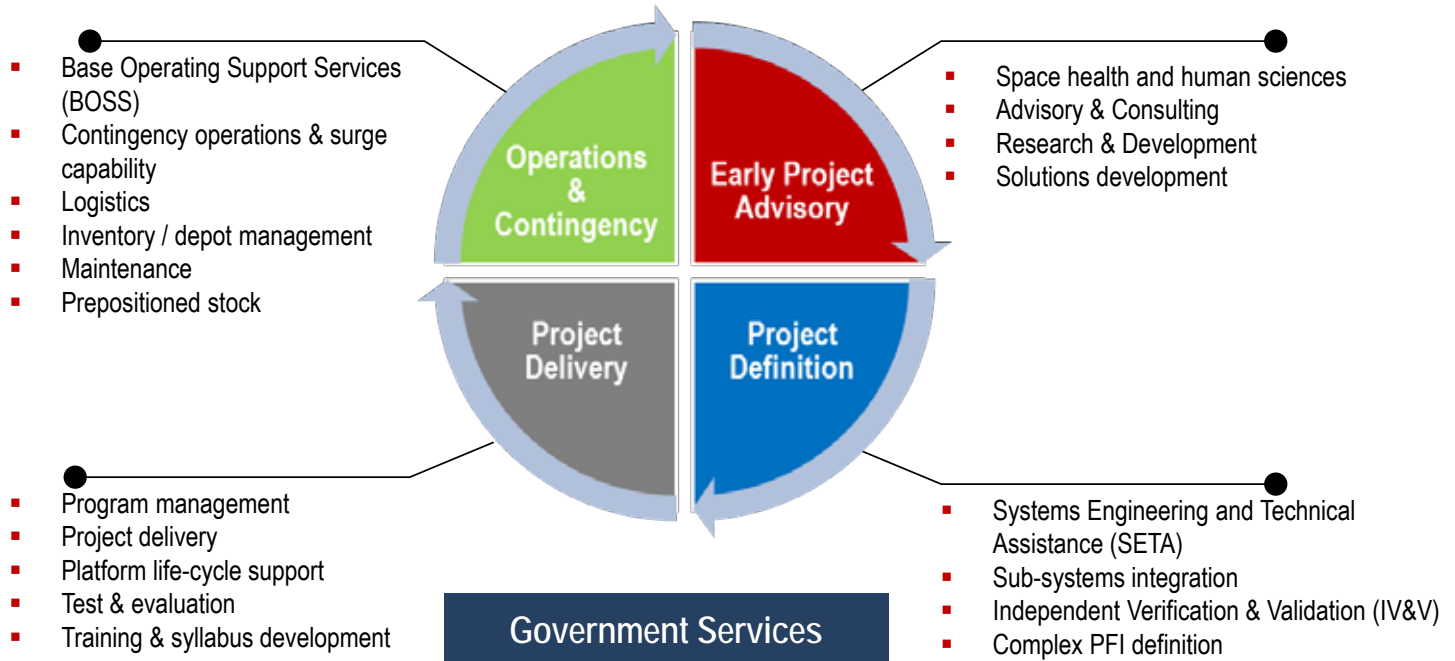 Base Operating Support Services
(BOSS)
Contingency operations & surge
capability
Logistics
Inventory / depot management
Maintenance
Prepositioned stock
Operations
&
Contingency
Early Project
Advisory
Space health and human sciences
Advisory & Consulting
Research & Development
Solutions development
Project
Delivery
Project
Definition
Program management
Project delivery
Platform life-cycle support
Test & evaluation
Training & syllabus development
Government Services
Systems Engineering and Technical
Assistance (SETA)
Sub-systems integration
Independent Verification & Validation (IV&V)
Complex PFI definition